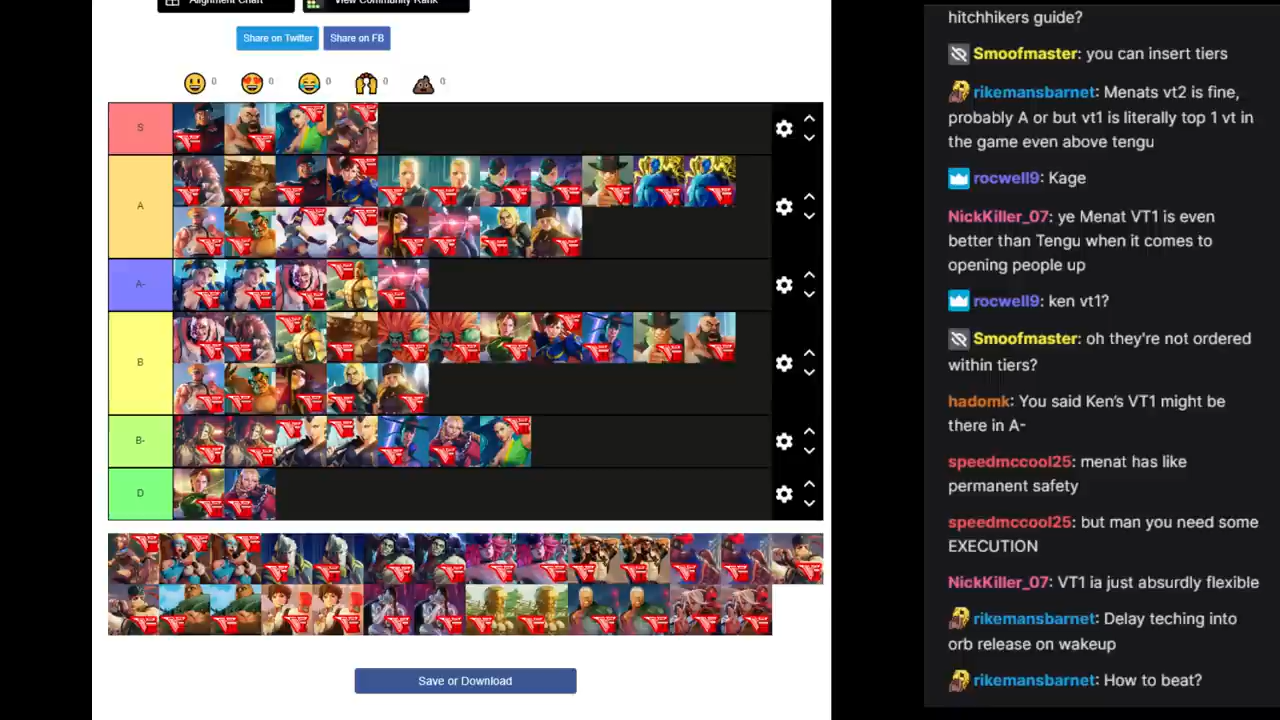 Alignment Chart
View Community Rank
Share on Twitter
Share on FB
0
0
0
0
0
S
A
A-
B
B-
D
Save or Download
hitchhikers guide?
Smoofmaster: you can insert tiers
rikemansbarnet: Menats vt2 is fine,
probably A or but vt1 is literally top 1 vt in
the game even above tengu
rocwell9: Kage
NickKiller_07: ye Menat VT1 is even
better than Tengu when it comes to
opening people up
rocwell9: ken vt1?
Smoofmaster: oh they're not ordered
within tiers?
hadomk: You said Ken's VT1 might be
there in A-
speedmccool25: menat has like
permanent safety
speedmccool25: but man you need some
EXECUTION
NickKiller_07: VT1 ia just absurdly flexible
rikemansbarnet: Delay teching into
orb release on wakeup
rikemansbarnet: How to beat?